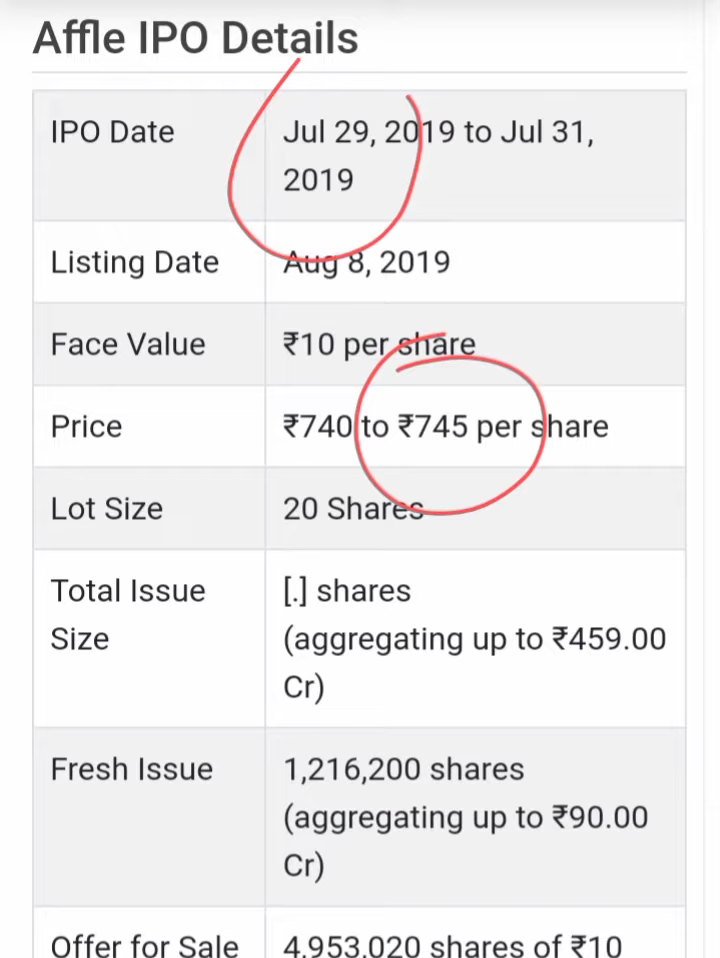 Affle IPO Details
IPO Date
Jul 29, 2019 to Jul 31,
2019
Listing Date
Aug 8, 2019
Face Value
₹10 per share
Price
₹740 to ₹745 per share
Lot Size
20 Shares
Total Issue
Size
[.] shares
(aggregating up to ₹459.00
Cr)
Fresh Issue
1,216,200 shares
(aggregating up to ₹90.00
Cr)
Offer for Sale
4,953,020 shares of ₹10